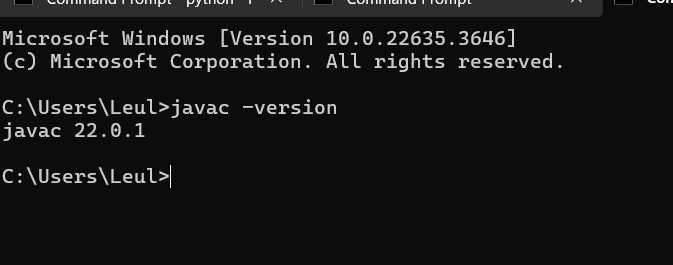 Command Prompt - python
Command Prompt
Microsoft Windows [Version 10.0.22635.3646]
(c) Microsoft Corporation. All rights reserved.
C:\Users\Leul>javac -version
javac 22.0.1
C:\Users\Leul>